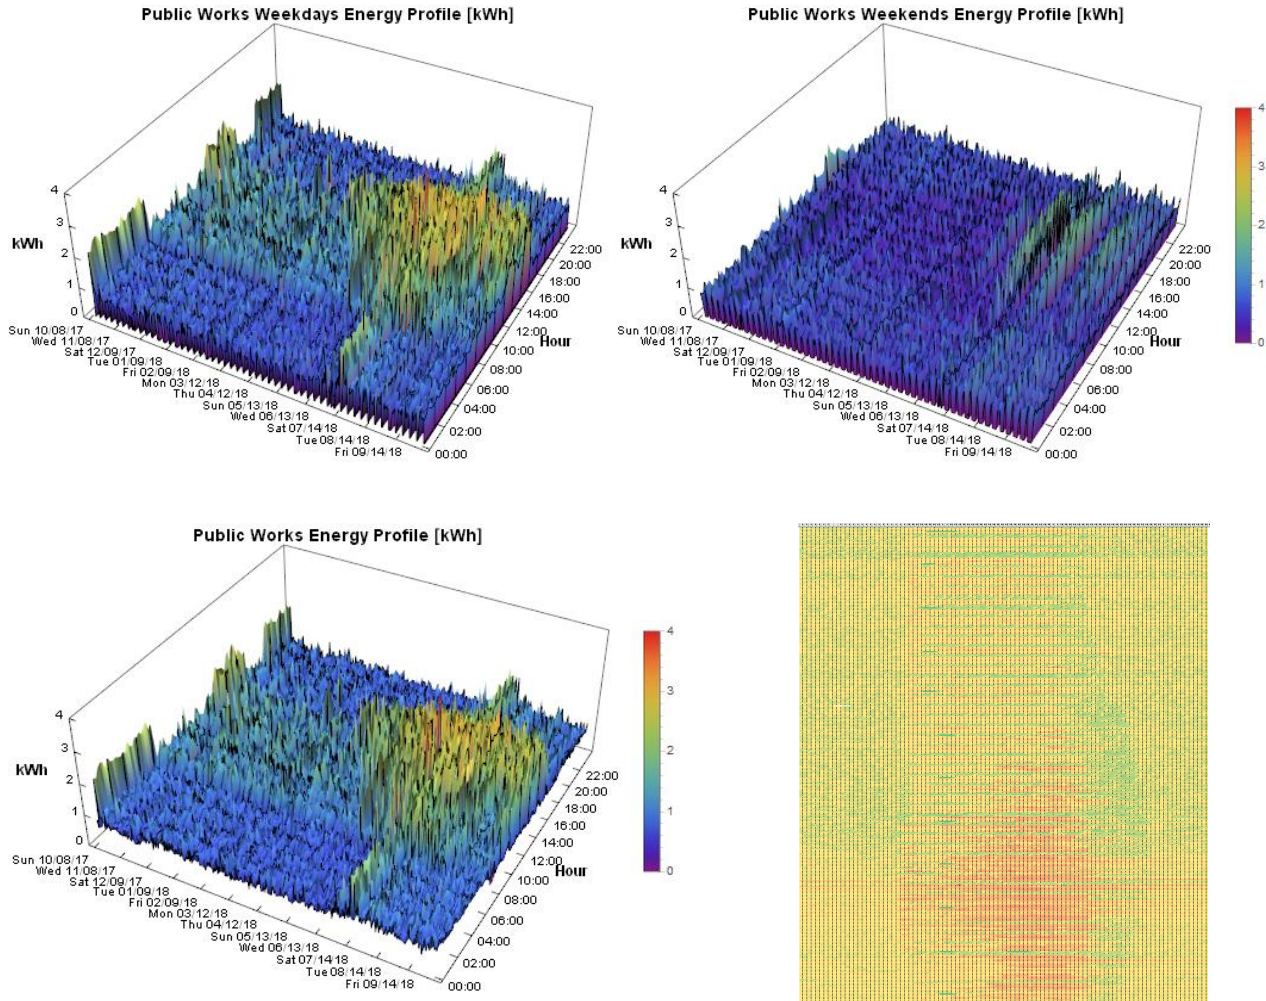 Public Works Weekdays Energy Profile [kWh]
4
3
kWh
2
1
0
Sun 10/08/17
Wed 11/08/17
Sat 12/09/17
Tue 01/09/18
Fri 02/09/18
Mon 03/12/18
Thu 04/12/18
Sun 05/13/18
Wed 06/13/18
Sat 07/14/18
Tue 08/14/18
Fri 09/14/18
22:00
20:00
18:00
16:00
14:00
12:00
Hour
10:00
08:00
06:00
04:00
02:00
00:00
Public Works Weekends Energy Profile [kWh]
4
3
kWh
2
1
0
Sun 10/08/17
Wed 11/08/17
Sat 12/09/17
Tue 01/09/18
Fri 02/09/18
Mon 03/12/18
Thu 04/12/18
Sun 05/13/18
Wed 06/13/18
Sat 07/14/18
Tue 08/14/18
Fri 09/14/18
22:00
20:00
18:00
16:00
14:00
12:00
Hour
10:00
08:00
06:00
04:00
02:00
00:00
4
3
2
1
0
Public Works Energy Profile [kWh]
4
3
kWh
2
1
0
Sun 10/08/17
Wed 11/08/17
Sat 12/09/17
Tue 01/09/18
Fri 02/09/18
Mon 03/12/18
Thu 04/12/18
Sun 05/13/18
Wed 06/13/18
Sat 07/14/18
Tue 08/14/18
Fri 09/14/18
22:00
20:00
18:00
16:00
14:00
12:00
Hour
10:00
08:00
06:00
04:00
02:00
00:00
4
3
2
1
0